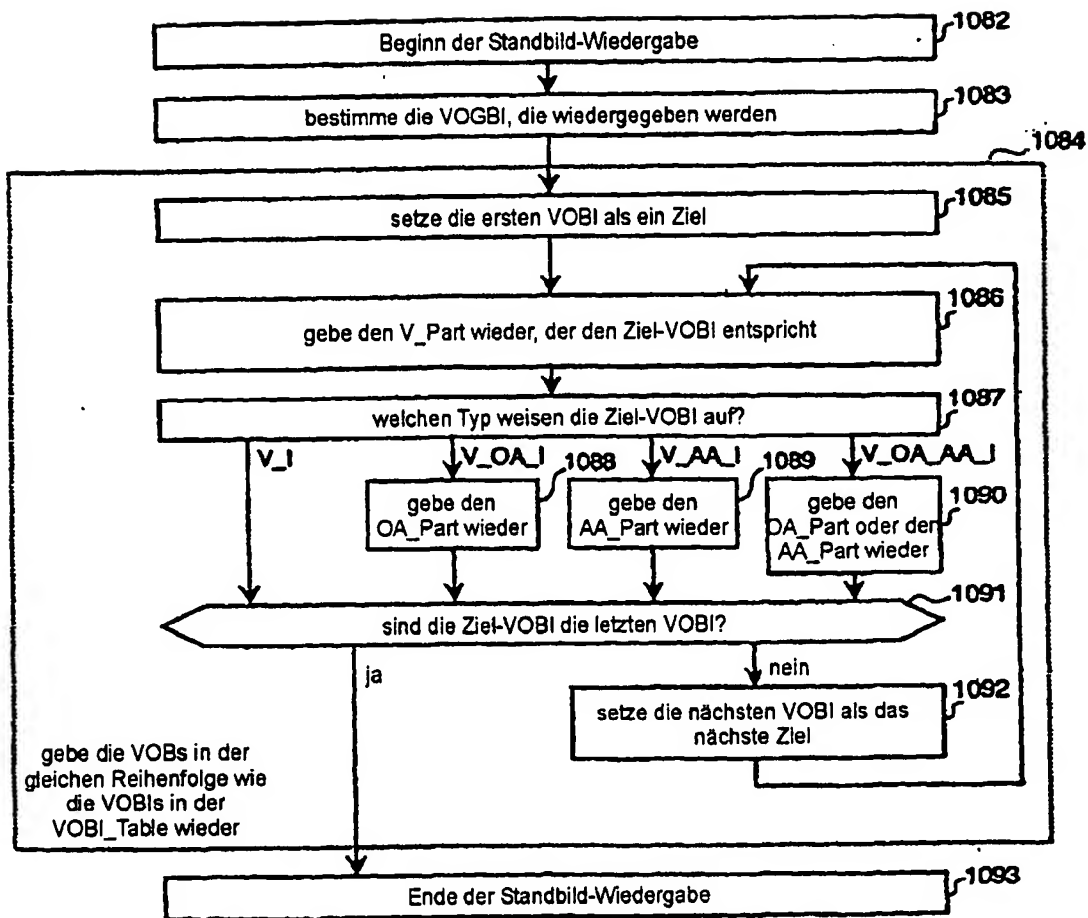 1082
Beginn der Standbild-Wiedergabe
1083
bestimme die VOGBI, die wiedergegeben werden
1084
1085
setze die ersten VOBI als ein Ziel
1086
gebe den V_Part wieder, der den Ziel-VOBI entspricht
1087
welchen Typ weisen die Ziel-VOBI auf?
V_I
V_OA_I
1088
V_AA_I
1089
V_OA_AA_I
1090
gebe den
OA_Part wieder
gebe den
AA_Part wieder
gebe den
OA_Part oder den
AA_Part wieder
1091
sind die Ziel-VOBI die letzten VOBI?
ja
nein
1092
setze die nächsten VOBI als das
nächste Ziel
gebe die VOBs in der
gleichen Reihenfolge wie
die VOBIs in der
VOBI_Table wieder
1093
Ende der Standbild-Wiedergabe